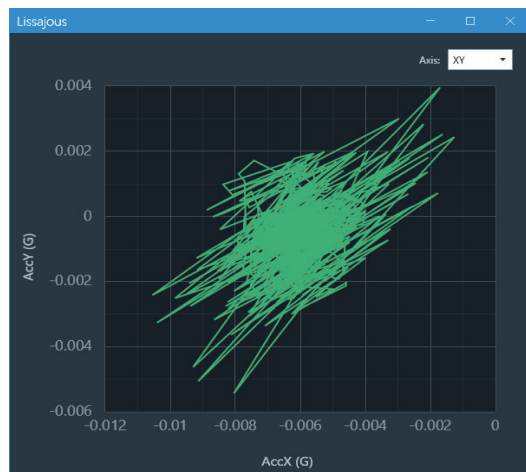 Lissajous
Axis: XY
0.004
0.002
0
-0.002
-0.004
-0.006
AccY (G)
-0.012 -0.01 -0.008 -0.006 -0.004 -0.002 0
AccX (G)